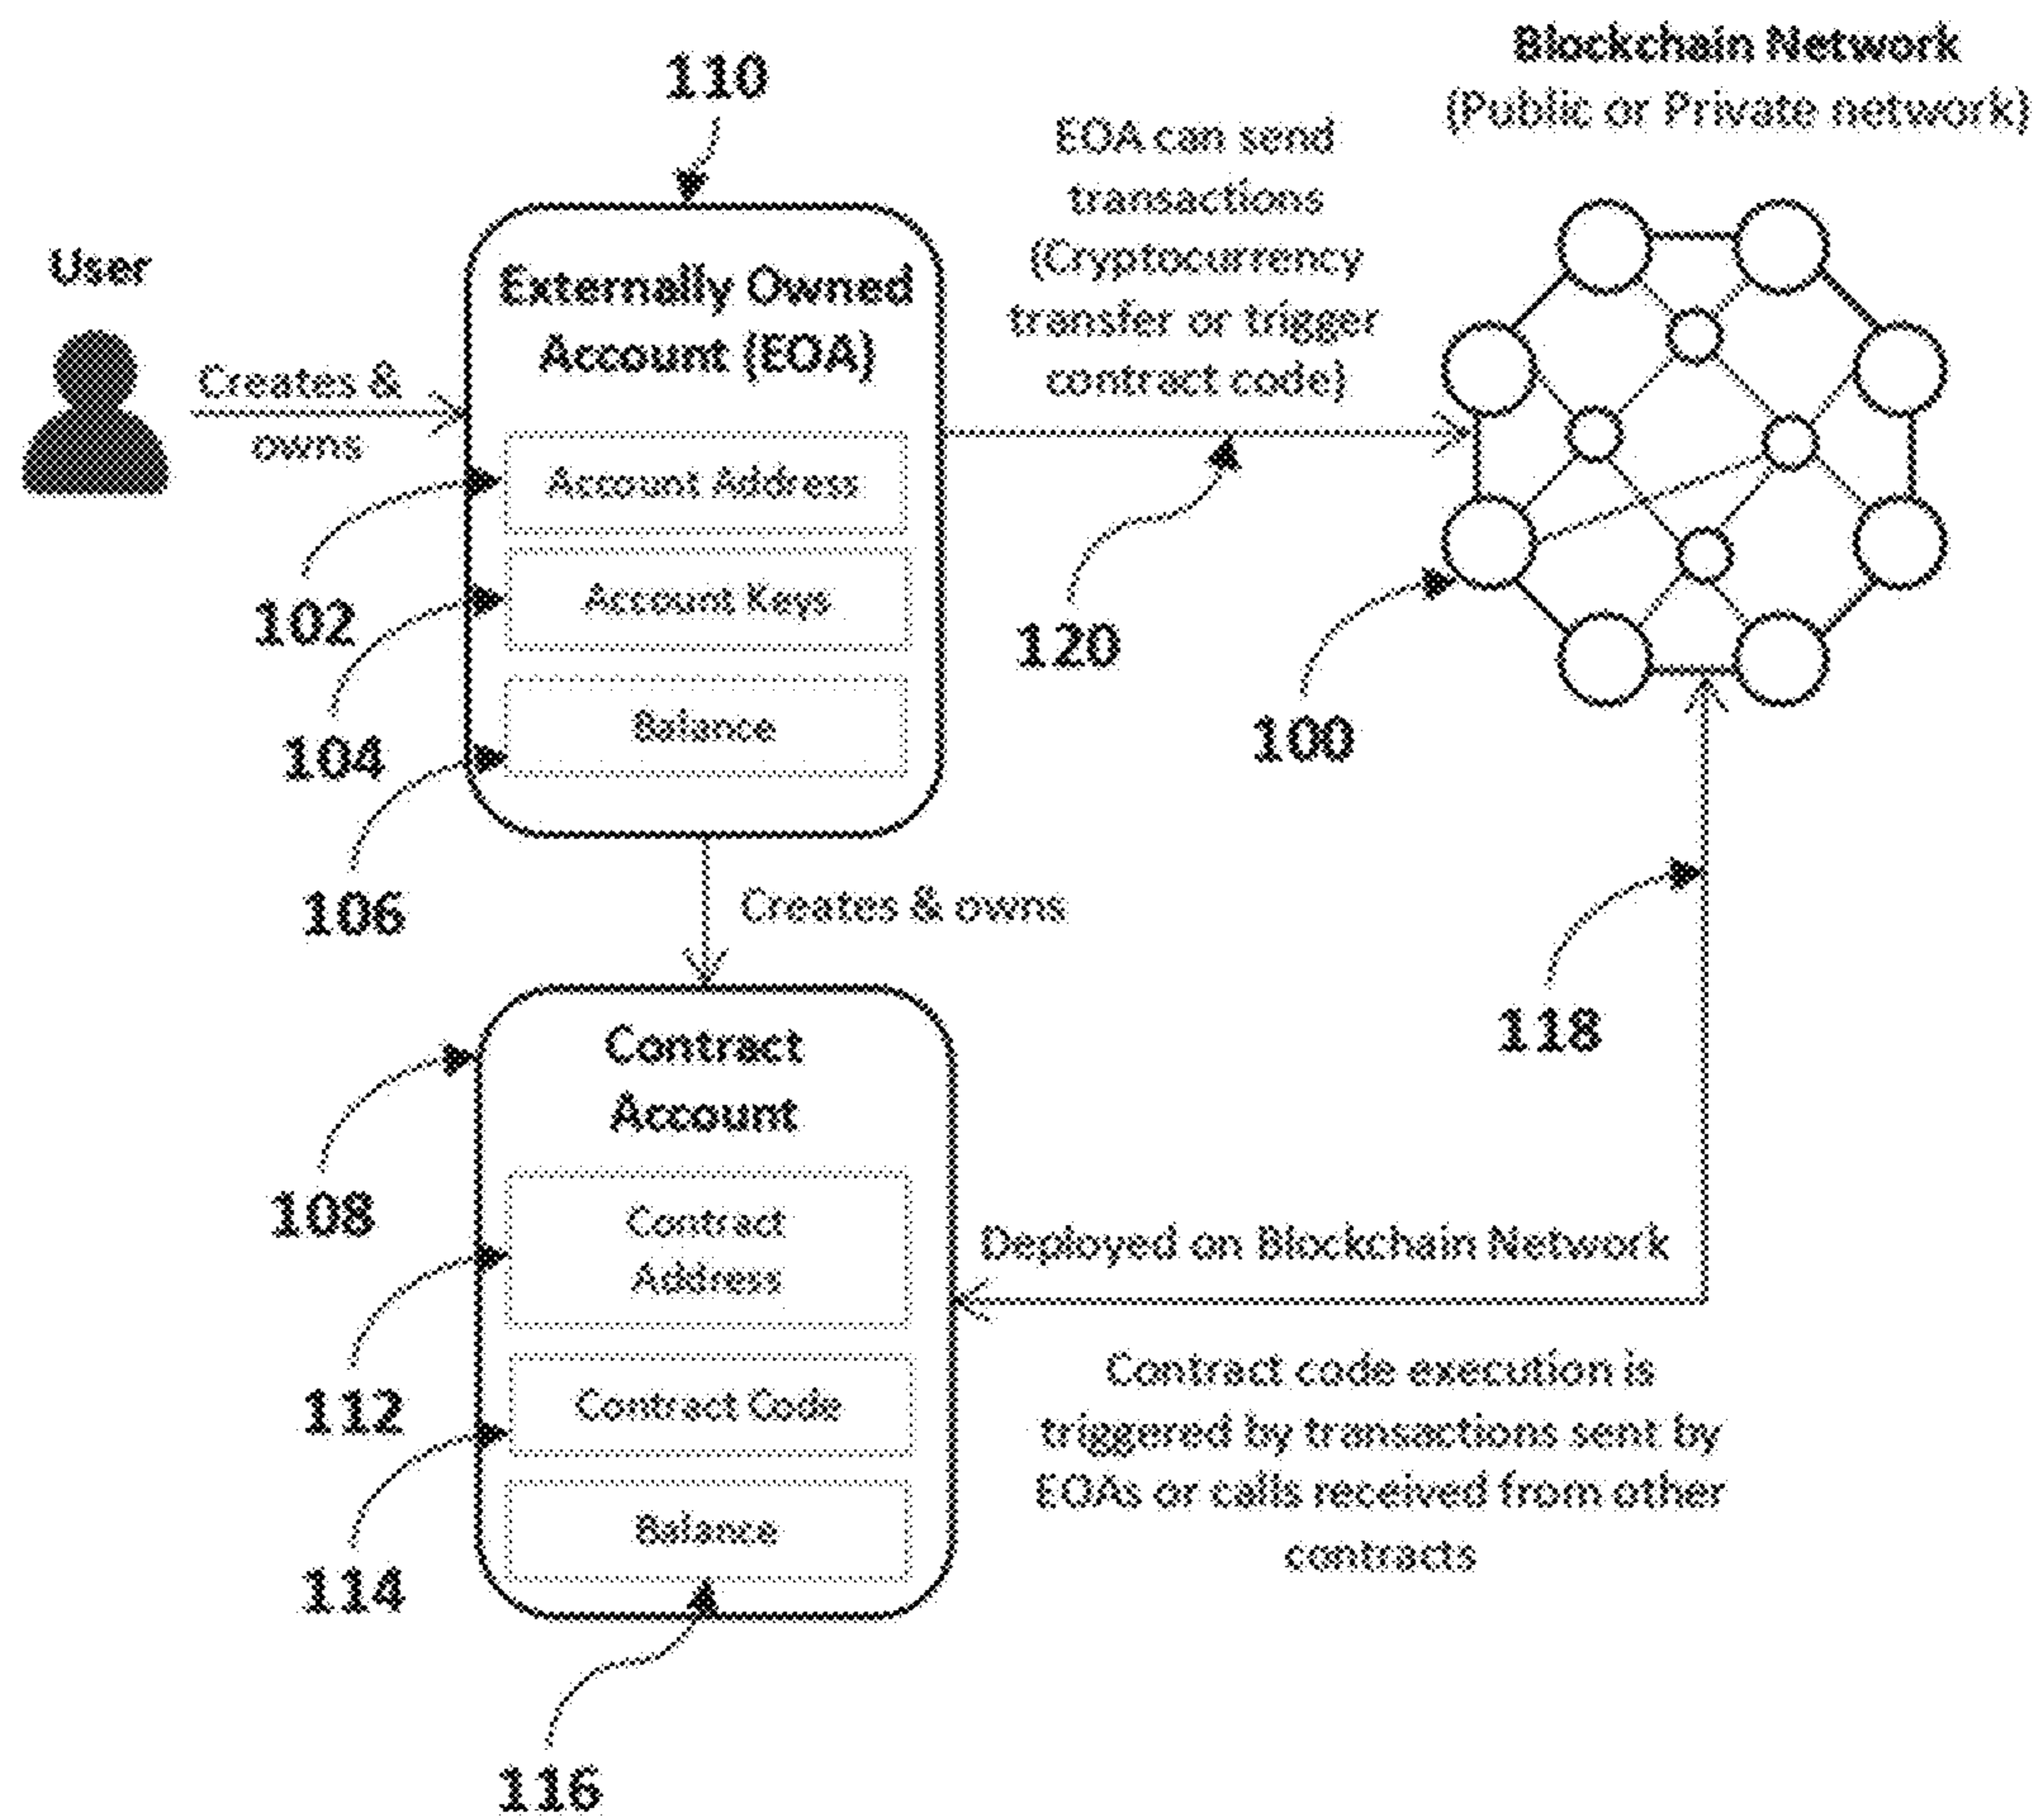 110
Blockchain Network
(Public or Private network)
EOA can send
transactions
(Cryptocurrency
transfer or trigger
contract code)
User
Externally Owned
Account (EOA)
Creates &
owns
Account Address
Account Keys
Balance
102
104
106
120
100
Creates & owns
118
Contract
Account
108
Contract
Address
Contract Code
Balance
112
114
116
Deployed on Blockchain Network
Contract code execution is
triggered by transactions sent by
EOAs or calls received from other
contracts